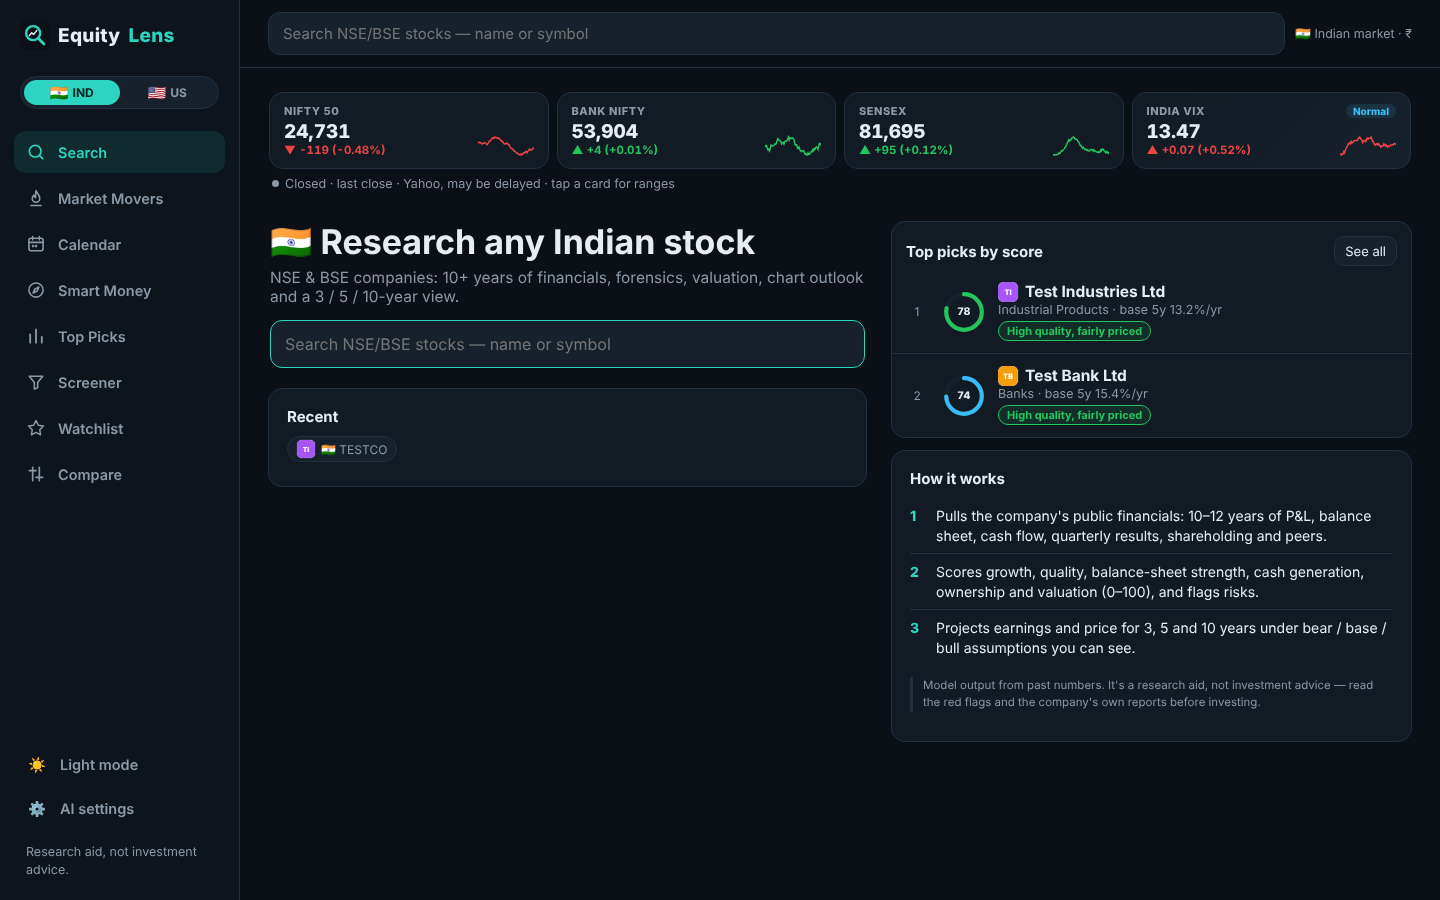 Equity Lens
IND
US
Search
Market Movers
Calendar
Smart Money
Top Picks
Screener
Watchlist
Compare
Light mode
AI settings
Research aid, not investment
advice.
Search NSE/BSE stocks — name or symbol
Indian market · ₹
NIFTY 50
24,731
▼ -119 (-0.48%)
BANK NIFTY
53,904
▲ +4 (+0.01%)
SENSEX
81,695
▲ +95 (+0.12%)
INDIA VIX
Normal
13.47
▲ +0.07 (+0.52%)
Closed · last close · Yahoo, may be delayed · tap a card for ranges
Research any Indian stock
NSE & BSE companies: 10+ years of financials, forensics, valuation, chart outlook
and a 3 / 5 / 10-year view.
Search NSE/BSE stocks — name or symbol
Recent
TI TESTCO
Top picks by score
See all
1
78
TI Test Industries Ltd
Industrial Products · base 5y 13.2%/yr
High quality, fairly priced
2
74
TB Test Bank Ltd
Banks · base 5y 15.4%/yr
High quality, fairly priced
How it works
1 Pulls the company's public financials: 10–12 years of P&L, balance
sheet, cash flow, quarterly results, shareholding and peers.
2 Scores growth, quality, balance-sheet strength, cash generation,
ownership and valuation (0–100), and flags risks.
3 Projects earnings and price for 3, 5 and 10 years under bear / base /
bull assumptions you can see.
Model output from past numbers. It's a research aid, not investment advice — read
the red flags and the company's own reports before investing.